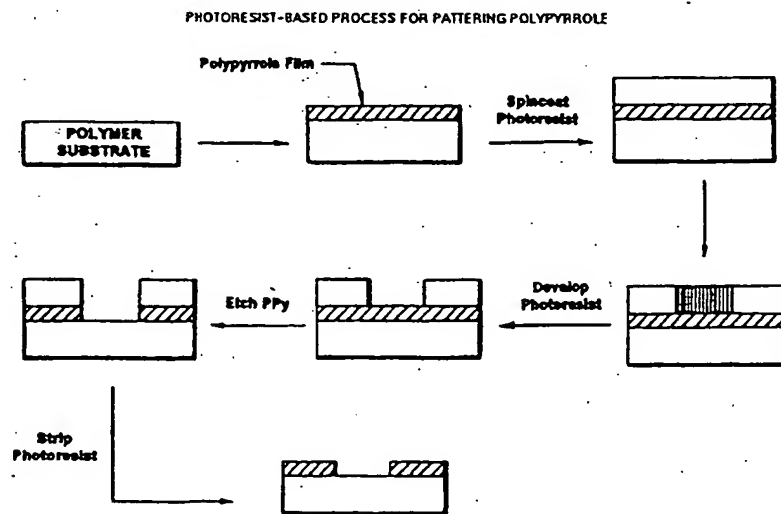 PHOTORESIST-BASED PROCESS FOR PATTERING POLYPYRROLE
Polypyrrole Film
POLYMER
SUBSTRATE
Spincoat
Photoresist
Develop
Photoresist
Etch PPy
Strip
Photoresist